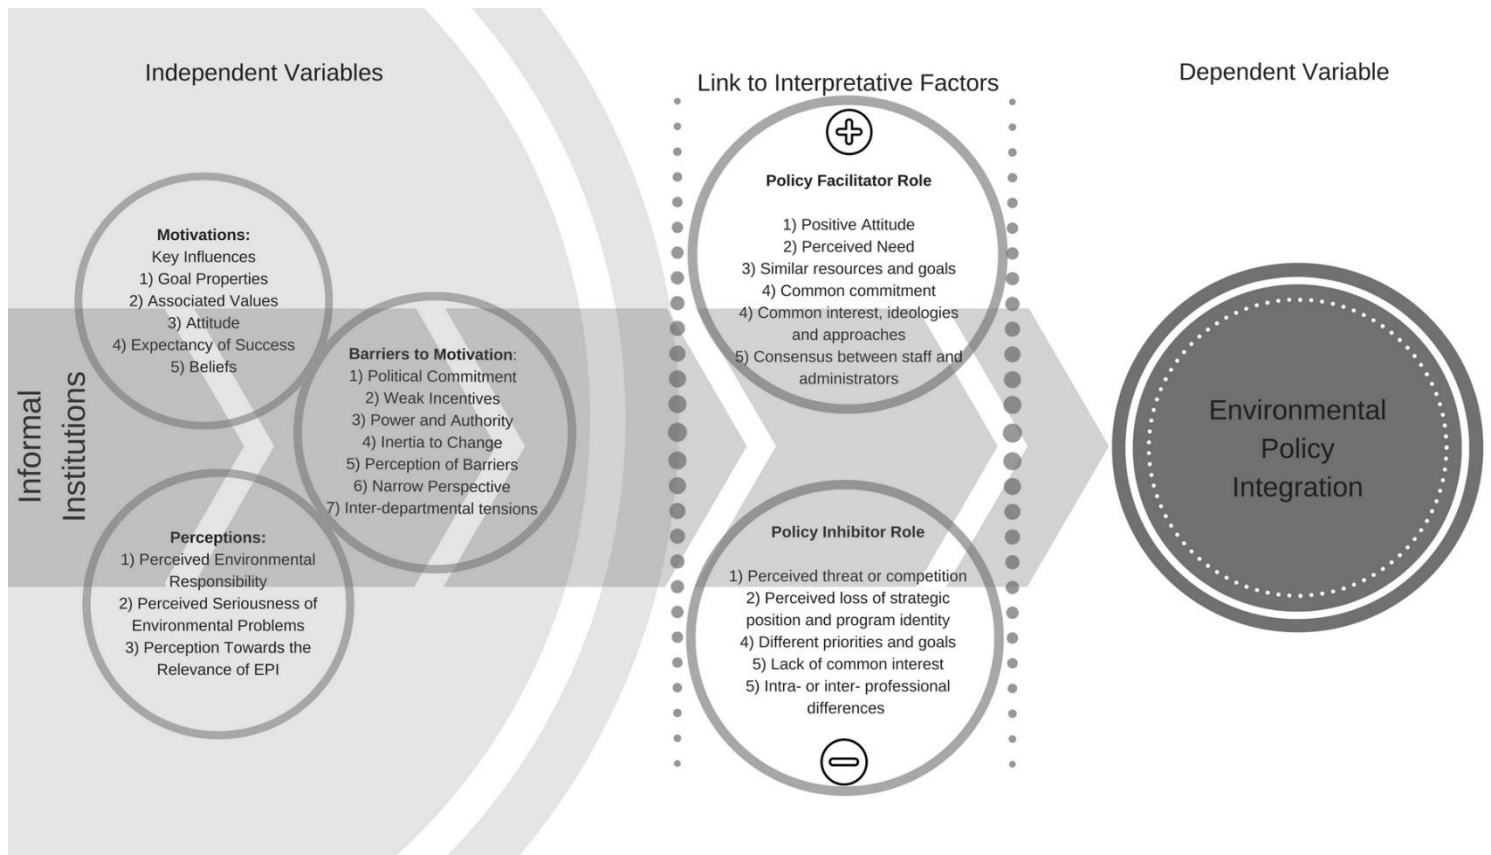 Independent Variables
Link to Interpretative Factors
Dependent Variable
Informal
Institutions
Motivations:
Key Influences
1) Goal Properties
2) Associated Values
3) Attitude
4) Expectancy of Success
5) Beliefs
Barriers to Motivation:
1) Political Commitment
2) Weak Incentives
3) Power and Authority
4) Inertia to Change
5) Perception of Barriers
6) Narrow Perspective
7) Inter-departmental tensions
Perceptions:
1) Perceived Environmental
Responsibility
2) Perceived Seriousness of
Environmental Problems
3) Perception Towards the
Relevance of EPI
Policy Facilitator Role
1) Positive Attitude
2) Perceived Need
3) Similar resources and goals
4) Common commitment
4) Common interest, ideologies
and approaches
5) Consensus between staff and
administrators
Policy Inhibitor Role
1) Perceived threat or competition
2) Perceived loss of strategic
position and program identity
4) Different priorities and goals
5) Lack of common interest
5) Intra- or inter- professional
differences
Environmental
Policy
Integration